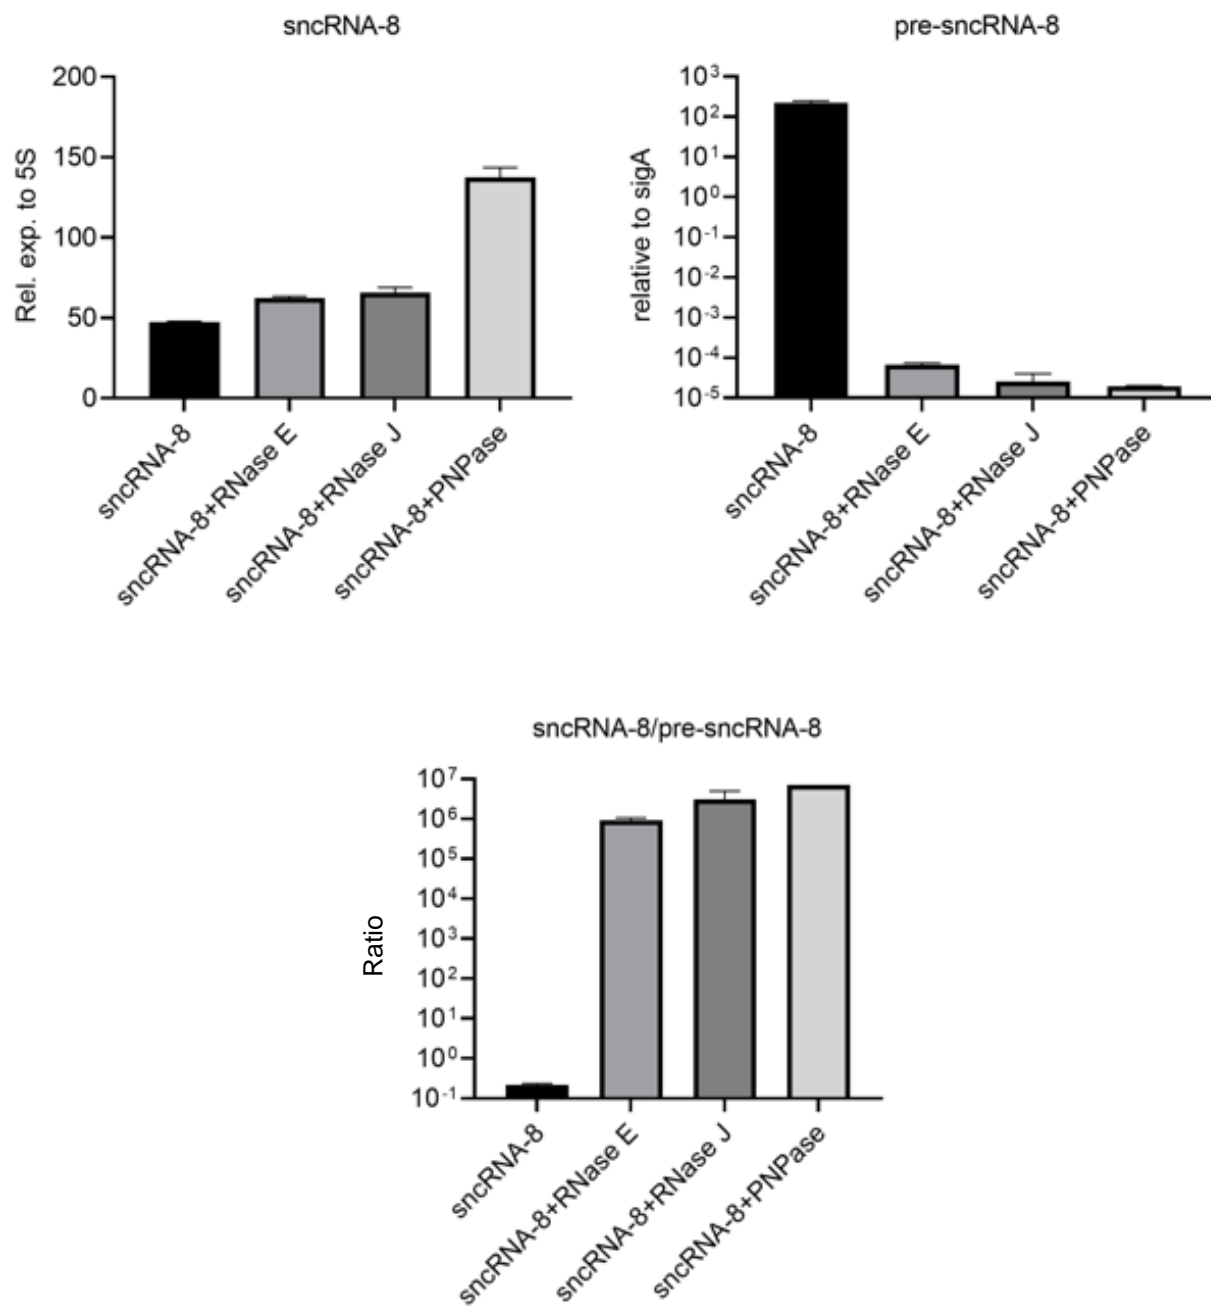 sncRNA-8
Rel. exp. to 5S
200
150
100
50
0
sncRNA-8
sncRNA-8+RNase E
sncRNA-8+RNase J
sncRNA-8+PNPase
pre-sncRNA-8
relative to sigA
10³
10²
10¹
10⁰
10⁻¹
10⁻²
10⁻³
10⁻⁴
10⁻⁵
sncRNA-8
sncRNA-8+RNase E
sncRNA-8+RNase J
sncRNA-8+PNPase
sncRNA-8/pre-sncRNA-8
Ratio
10⁷
10⁶
10⁵
10⁴
10³
10²
10¹
10⁰
10⁻¹
sncRNA-8
sncRNA-8+RNase E
sncRNA-8+RNase J
sncRNA-8+PNPase